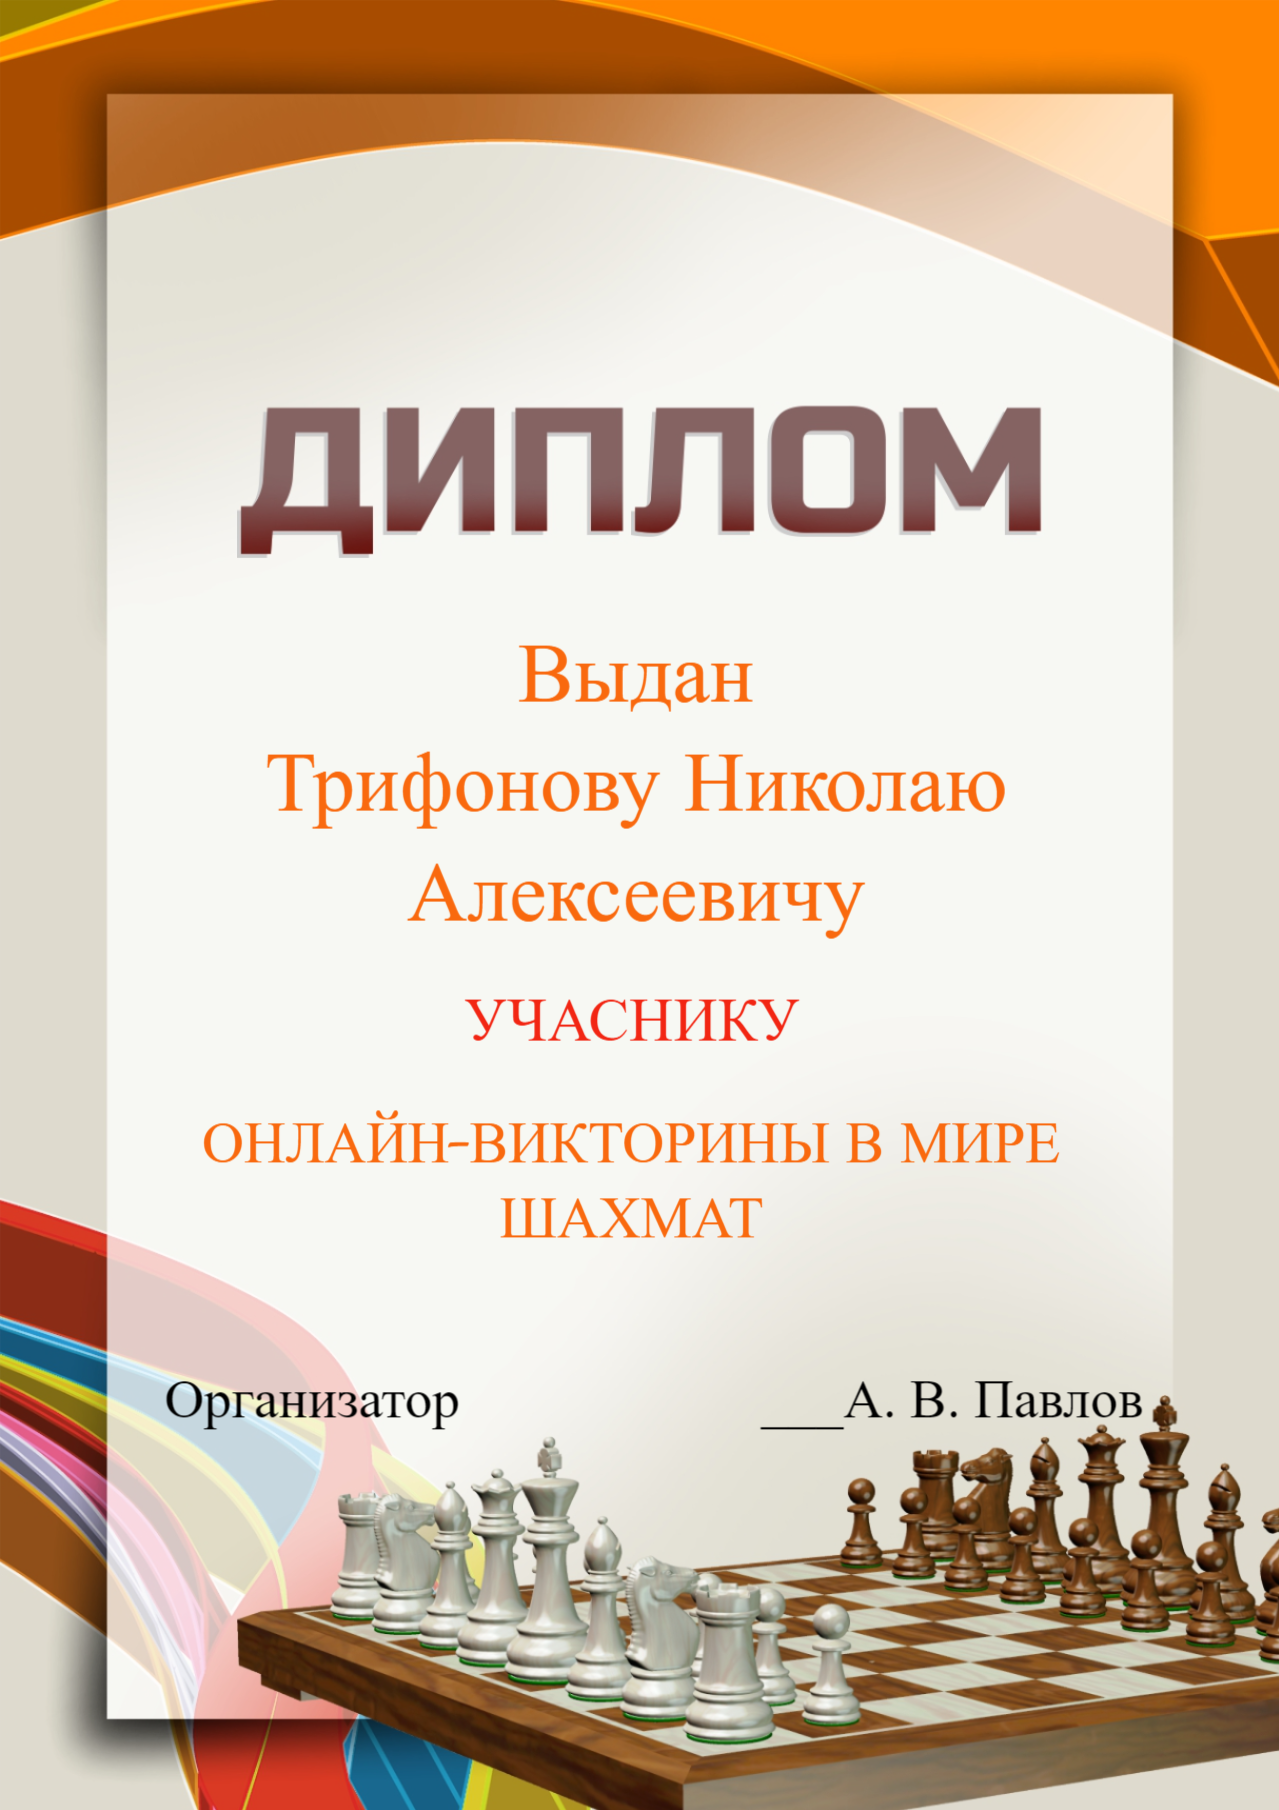 ДИПЛОМ
Выдан
Трифонову Николаю
Алексеевичу
УЧАСНИКУ
ОНЛАЙН-ВИКТОРИНЫ В МИРЕ
ШАХМАТ
Организатор ___А. В. Павлов